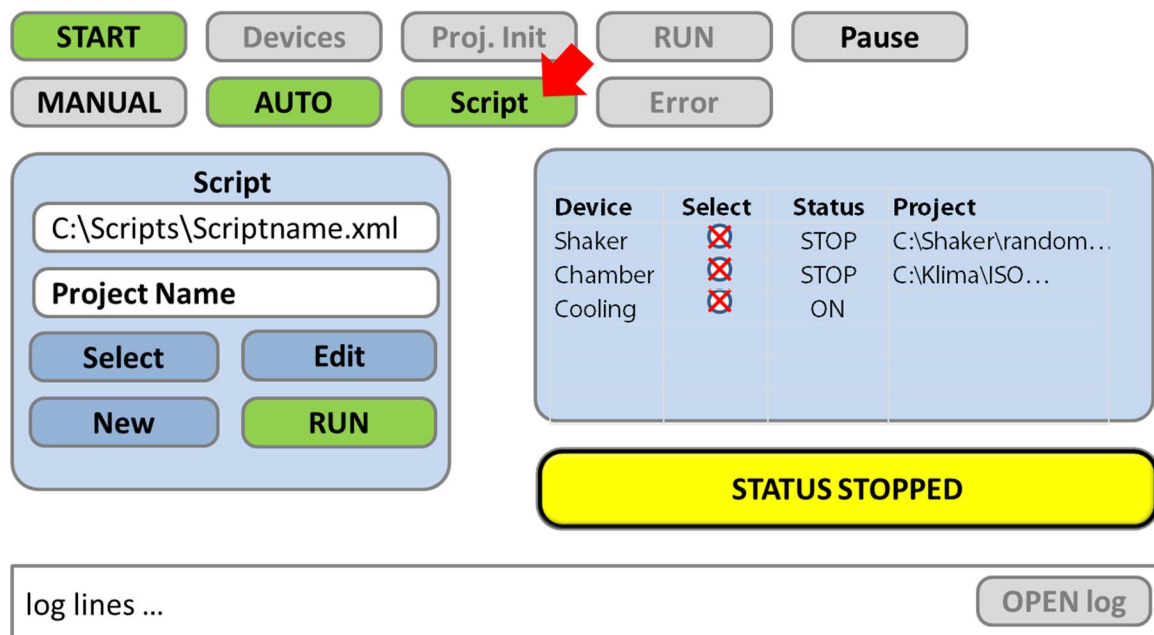 START Devices Proj. Init RUN Pause
MANUAL AUTO Script Error
Script
C:\Scripts\Scriptname.xml
Project Name
Select Edit
New RUN
Device Select Status Project
Shaker STOP C:\Shaker\random...
Chamber STOP C:\Klima\ISO...
Cooling ON
STATUS STOPPED
log lines ...
OPEN log